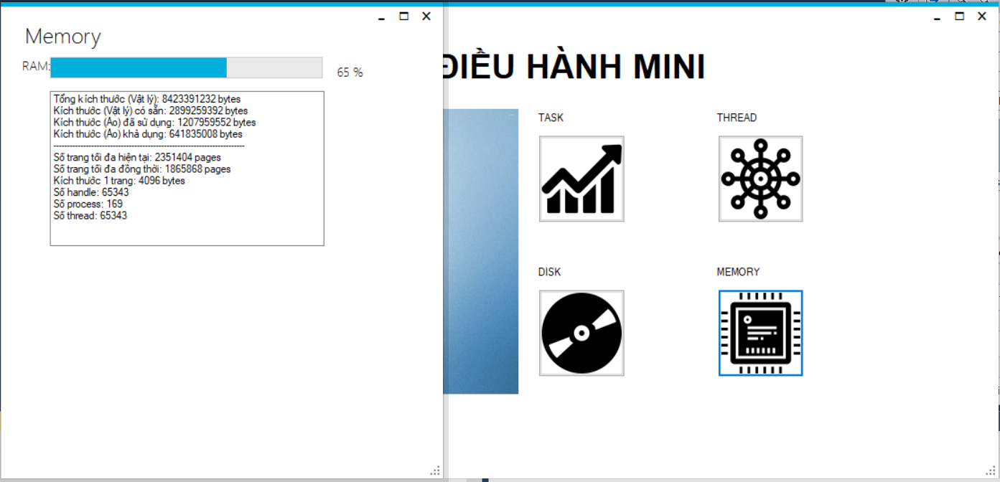 Memory
RAM:
65 %
Tổng kích thước (Vật lý): 8423391232 bytes
Kích thước (Vật lý) có sẵn: 2899259392 bytes
Kích thước (Ảo) đã sử dụng: 1207959552 bytes
Kích thước (Ảo) khả dụng: 641835008 bytes
--------------------------------------------------------------------------------
Số trang tối đa hiện tại: 2351404 pages
Số trang tối đa đồng thời: 1865868 pages
Kích thước 1 trang: 4096 bytes
Số handle: 65343
Số process: 169
Số thread: 65343
ĐIỀU HÀNH MINI
TASK
THREAD
DISK
MEMORY